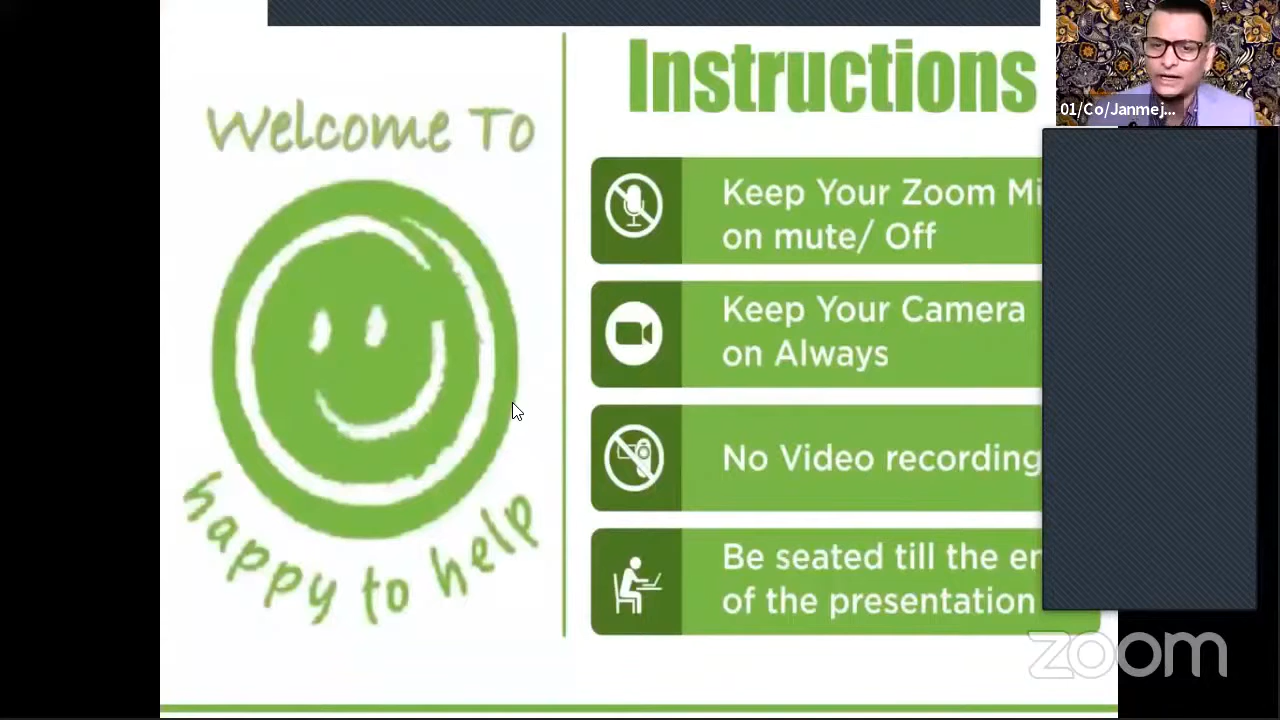 Welcome To
happy to help
Instructions
Keep Your Zoom Mi
on mute/ Off
Keep Your Camera
on Always
No Video recording
Be seated till the en
of the presentation
01/Co/Janmej...
zoom